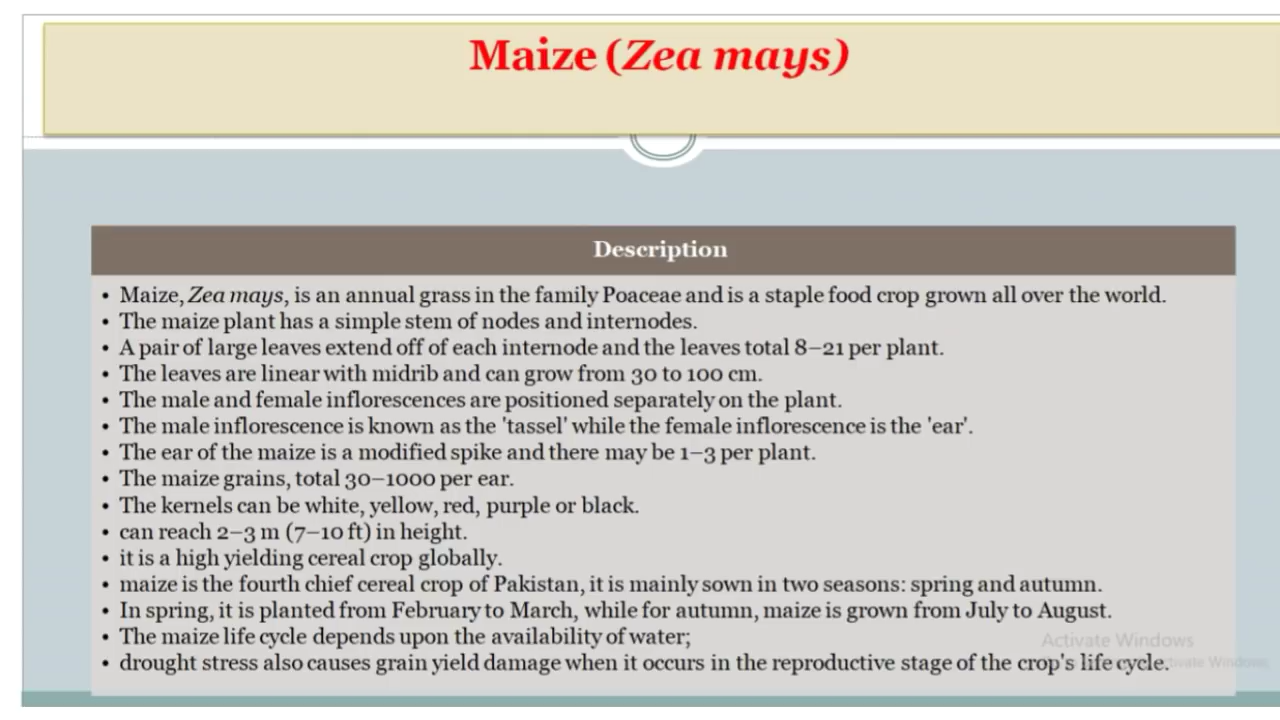 Maize (Zea mays)
Description
• Maize, Zea mays, is an annual grass in the family Poaceae and is a staple food crop grown all over the world.
• The maize plant has a simple stem of nodes and internodes.
• A pair of large leaves extend off of each internode and the leaves total 8–21 per plant.
• The leaves are linear with midrib and can grow from 30 to 100 cm.
• The male and female inflorescences are positioned separately on the plant.
• The male inflorescence is known as the 'tassel' while the female inflorescence is the 'ear'.
• The ear of the maize is a modified spike and there may be 1–3 per plant.
• The maize grains, total 30–1000 per ear.
• The kernels can be white, yellow, red, purple or black.
• can reach 2–3 m (7–10 ft) in height.
• it is a high yielding cereal crop globally.
• maize is the fourth chief cereal crop of Pakistan, it is mainly sown in two seasons: spring and autumn.
• In spring, it is planted from February to March, while for autumn, maize is grown from July to August.
• The maize life cycle depends upon the availability of water;
Activate Windows
• drought stress also causes grain yield damage when it occurs in the reproductive stage of the crop's life cycle.